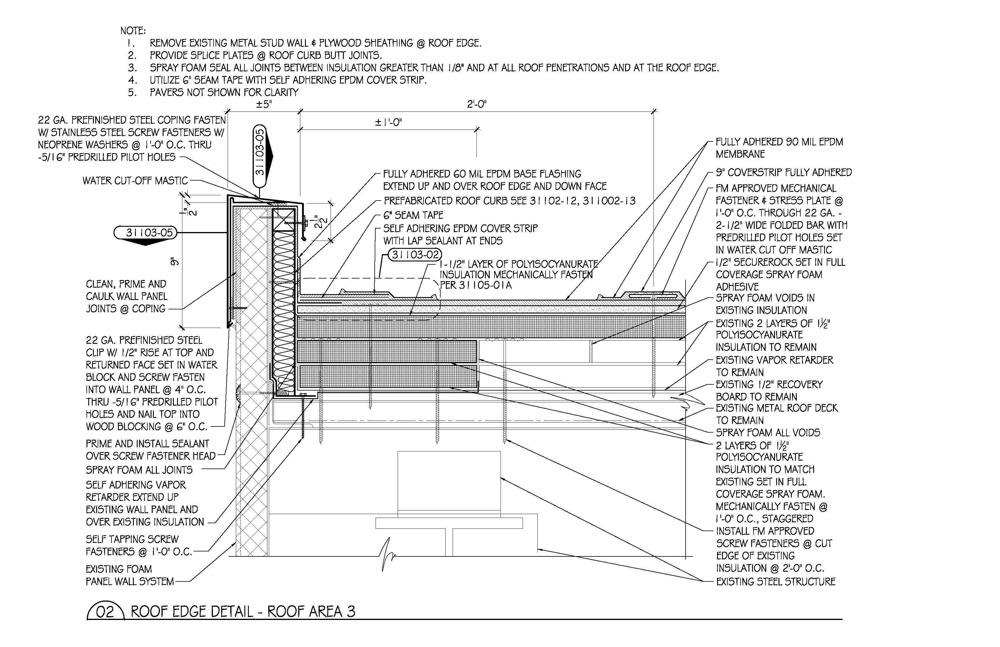 NOTE:
1. REMOVE EXISTING METAL STUD WALL & PLYWOOD SHEATHING @ ROOF EDGE.
2. PROVIDE SPLICE PLATES @ ROOF CURB BUTT JOINTS.
3. SPRAY FOAM SEAL ALL JOINTS BETWEEN INSULATION GREATER THAN 1/8" AND AT ALL ROOF PENETRATIONS AND AT THE ROOF EDGE.
4. UTILIZE 6" SEAM TAPE WITH SELF ADHERING EPDM COVER STRIP.
5. PAVERS NOT SHOWN FOR CLARITY
±5"
2'-0"
±1'-0"
22 GA. PREFINISHED STEEL COPING FASTEN
W/ STAINLESS STEEL SCREW FASTENERS W/
NEOPRENE WASHERS @ 1'-0" O.C. THRU
-5/16" PREDRILLED PILOT HOLES
31103-05
WATER CUT-OFF MASTIC
1"
2
31103-05
9"
2 1"
2
CLEAN, PRIME AND
CAULK WALL PANEL
JOINTS @ COPING
22 GA. PREFINISHED STEEL
CLIP W/ 1/2" RISE AT TOP AND
RETURNED FACE SET IN WATER
BLOCK AND SCREW FASTEN
INTO WALL PANEL @ 4" O.C.
THRU -5/16" PREDRILLED PILOT
HOLES AND NAIL TOP INTO
WOOD BLOCKING @ 6" O.C.
PRIME AND INSTALL SEALANT
OVER SCREW FASTENER HEAD
SPRAY FOAM ALL JOINTS
SELF ADHERING VAPOR
RETARDER EXTEND UP
EXISTING WALL PANEL AND
OVER EXISTING INSULATION
SELF TAPPING SCREW
FASTENERS @ 1'-0" O.C.
EXISTING FOAM
PANEL WALL SYSTEM
FULLY ADHERED 60 MIL EPDM BASE FLASHING
EXTEND UP AND OVER ROOF EDGE AND DOWN FACE
PREFABRICATED ROOF CURB SEE 31102-12, 311002-13
6" SEAM TAPE
SELF ADHERING EPDM COVER STRIP
WITH LAP SEALANT AT ENDS
31103-02
1-1/2" LAYER OF POLYISOCYANURATE
INSULATION MECHANICALLY FASTEN
PER 31105-01A
FULLY ADHERED 90 MIL EPDM
MEMBRANE
9" COVERSTRIP FULLY ADHERED
FM APPROVED MECHANICAL
FASTENER & STRESS PLATE @
1'-0" O.C. THROUGH 22 GA. -
2-1/2" WIDE FOLDED BAR WITH
PREDRILLED PILOT HOLES SET
IN WATER CUT OFF MASTIC
1/2" SECUREROCK SET IN FULL
COVERAGE SPRAY FOAM
ADHESIVE
SPRAY FOAM VOIDS IN
EXISTING INSULATION
EXISTING 2 LAYERS OF 1½"
POLYISOCYANURATE
INSULATION TO REMAIN
EXISTING VAPOR RETARDER
TO REMAIN
EXISTING 1/2" RECOVERY
BOARD TO REMAIN
EXISTING METAL ROOF DECK
TO REMAIN
SPRAY FOAM ALL VOIDS
2 LAYERS OF 1½"
POLYISOCYANURATE
INSULATION TO MATCH
EXISTING SET IN FULL
COVERAGE SPRAY FOAM.
MECHANICALLY FASTEN @
1'-0" O.C., STAGGERED
INSTALL FM APPROVED
SCREW FASTENERS @ CUT
EDGE OF EXISTING
INSULATION @ 2'-0" O.C.
EXISTING STEEL STRUCTURE
02 ROOF EDGE DETAIL - ROOF AREA 3